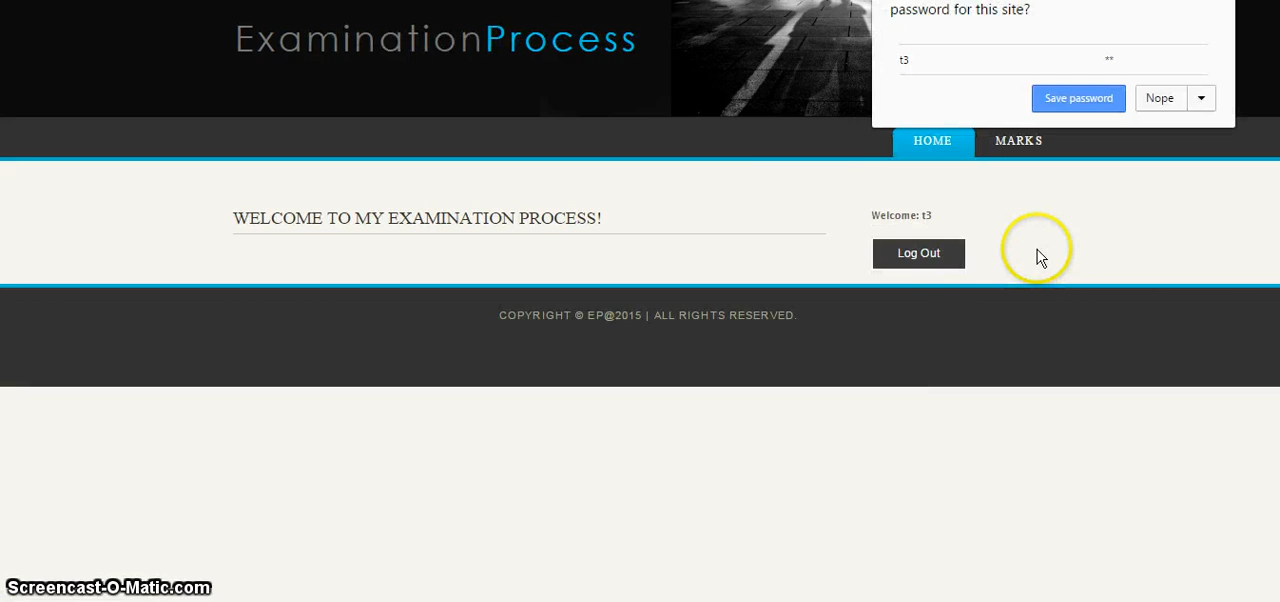 password for this site?
ExaminationProcess
t3 **
Save password Nope
HOME MARKS
WELCOME TO MY EXAMINATION PROCESS!
Welcome: t3
Log Out
COPYRIGHT © EP@2015 | ALL RIGHTS RESERVED.
Screencast-O-Matic.com